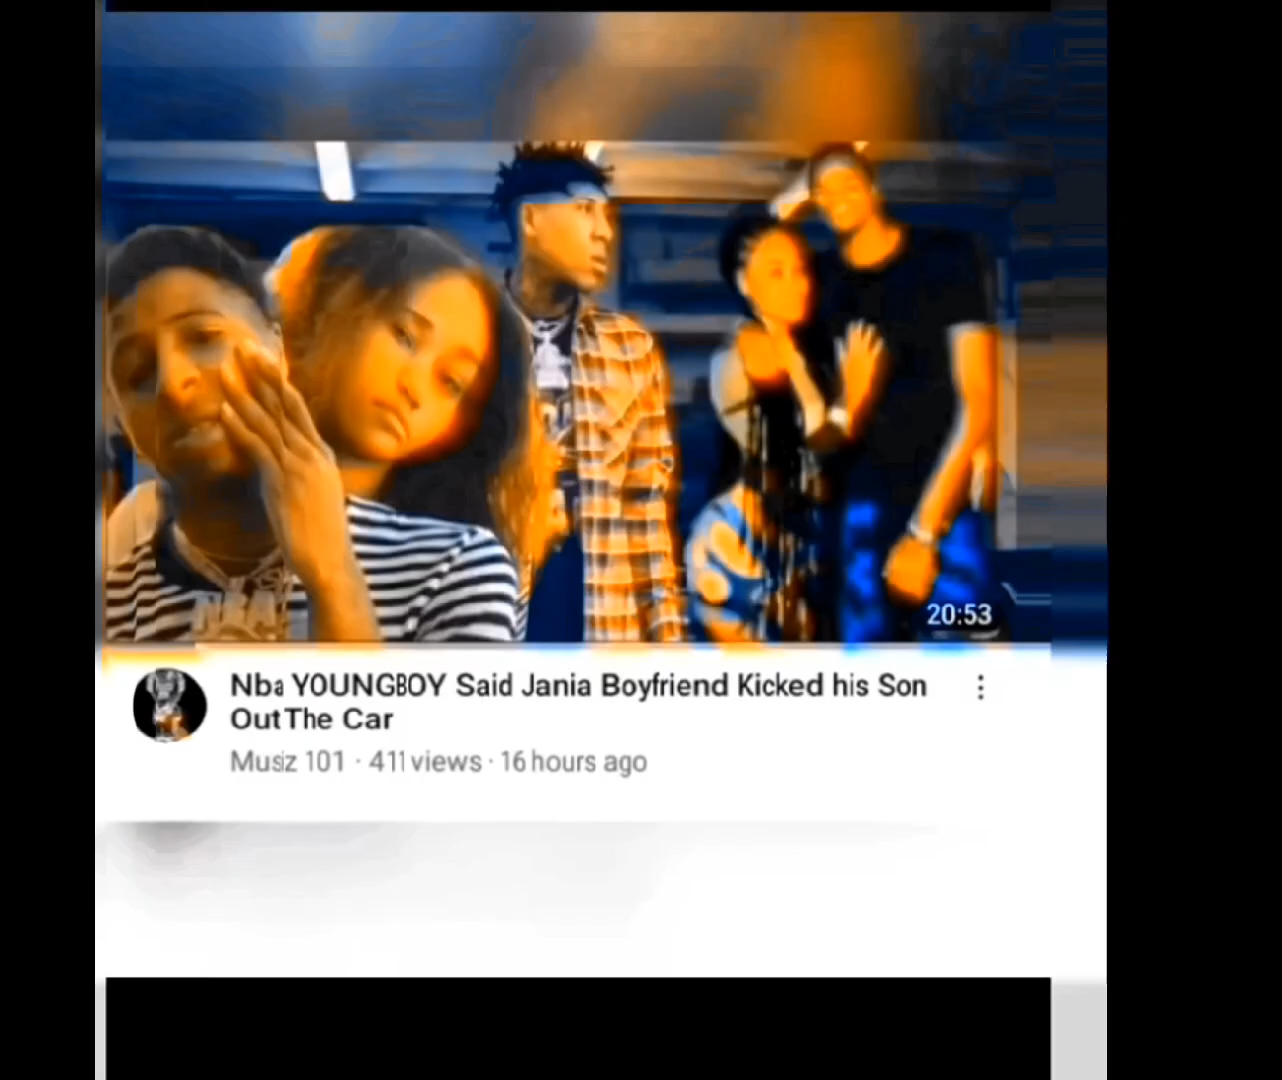 20:53
Nba YOUNGBOY Said Jania Boyfriend Kicked his Son
Out The Car
Musiz 101 · 411 views · 16 hours ago